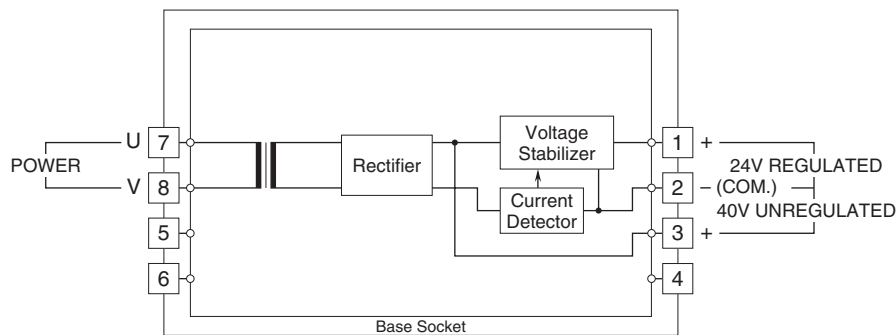 U 7
POWER
V 8
5
6
Rectifier
Voltage
Stabilizer
Current
Detector
1 +
24V REGULATED
2 – (COM.)
40V UNREGULATED
3 +
4
Base Socket